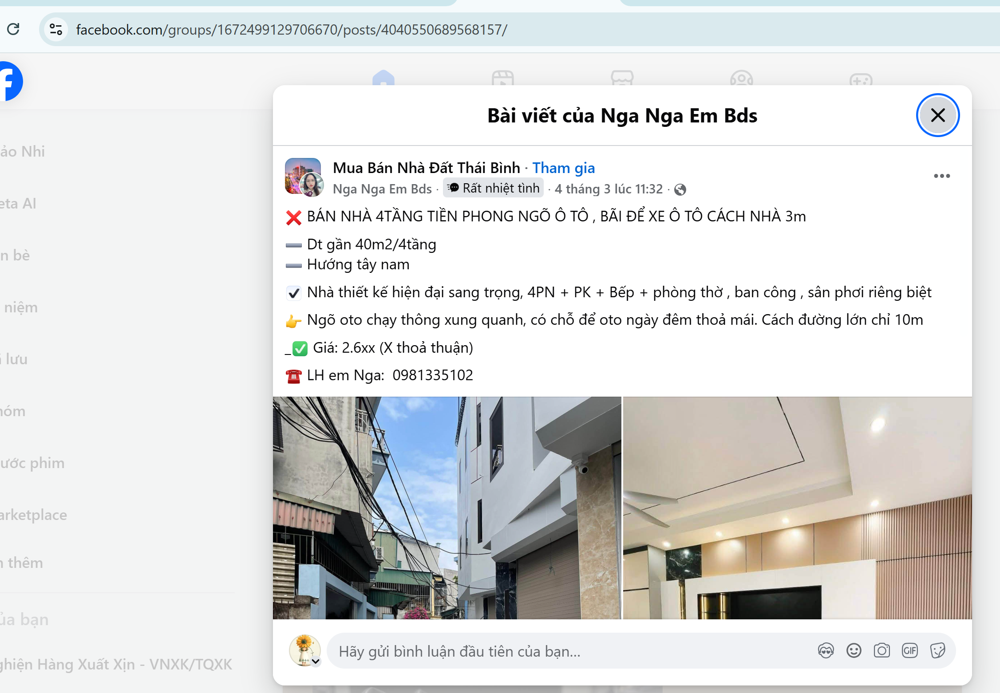 facebook.com/groups/1672499129706670/posts/4040550689568157/
Bài viết của Nga Nga Em Bds
Mua Bán Nhà Đất Thái Bình · Tham gia
Nga Nga Em Bds · Rất nhiệt tình · 4 tháng 3 lúc 11:32 ·
❌ BÁN NHÀ 4TẦNG TIỀN PHONG NGÕ Ô TÔ , BÃI ĐỂ XE Ô TÔ CÁCH NHÀ 3m
➖ Dt gần 40m2/4tầng
➖ Hướng tây nam
☑️ Nhà thiết kế hiện đại sang trọng, 4PN + PK + Bếp + phòng thờ , ban công , sân phơi riêng biệt
👉 Ngõ oto chạy thông xung quanh, có chỗ để oto ngày đêm thoả mái. Cách đường lớn chỉ 10m
_✅ Giá: 2.6xx (X thoả thuận)
☎️ LH em Nga: 0981335102
Hãy gửi bình luận đầu tiên của bạn...
GIF
ảo Nhi
eta AI
n bè
niệm
lưu
hóm
ước phim
arketplace
thêm
ủa bạn
ghiện Hàng Xuất Xịn - VNXK/TQXK